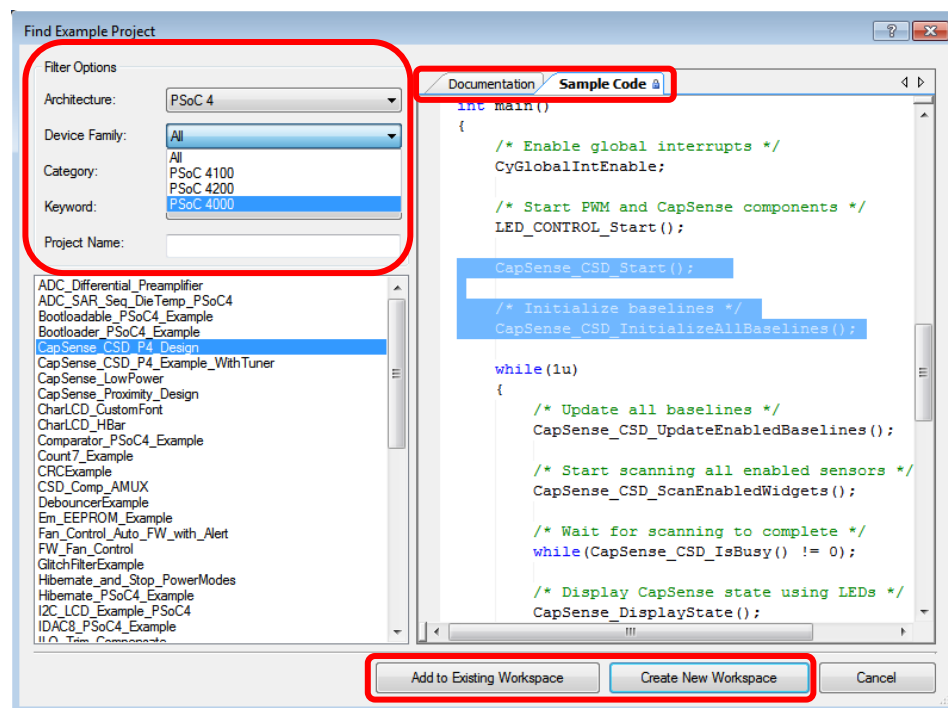 Find Example Project
Filter Options
Architecture:
PSoC 4
Device Family:
All
All
PSoC 4100
Category:
PSoC 4200
PSoC 4000
Keyword:
Project Name:
ADC_Differential_Preamplifier
ADC_SAR_Seq_DieTemp_PSoC4
Bootloadable_PSoC4_Example
Bootloader_PSoC4_Example
CapSense_CSD_P4_Design
CapSense_CSD_P4_Example_WithTuner
CapSense_LowPower
CapSense_Proximity_Design
CharLCD_CustomFont
CharLCD_HBar
Comparator_PSoC4_Example
Count7_Example
CRCExample
CSD_Comp_AMUX
DebouncerExample
Em_EEPROM_Example
Fan_Control_Auto_FW_with_Alert
FW_Fan_Control
GlitchFilterExample
Hibernate_and_Stop_PowerModes
Hibernate_PSoC4_Example
I2C_LCD_Example_PSoC4
IDAC8_PSoC4_Example
ILO_Trim_Compensate
Documentation
Sample Code
int main()
{
/* Enable global interrupts */
CyGlobalIntEnable;
/* Start PWM and CapSense components */
LED_CONTROL_Start();
CapSense_CSD_Start();
/* Initialize baselines */
CapSense_CSD_InitializeAllBaselines();
while(1u)
{
/* Update all baselines */
CapSense_CSD_UpdateEnabledBaselines();
/* Start scanning all enabled sensors */
CapSense_CSD_ScanEnabledWidgets();
/* Wait for scanning to complete */
while(CapSense_CSD_IsBusy() != 0);
/* Display CapSense state using LEDs */
CapSense_DisplayState();
Add to Existing Workspace
Create New Workspace
Cancel